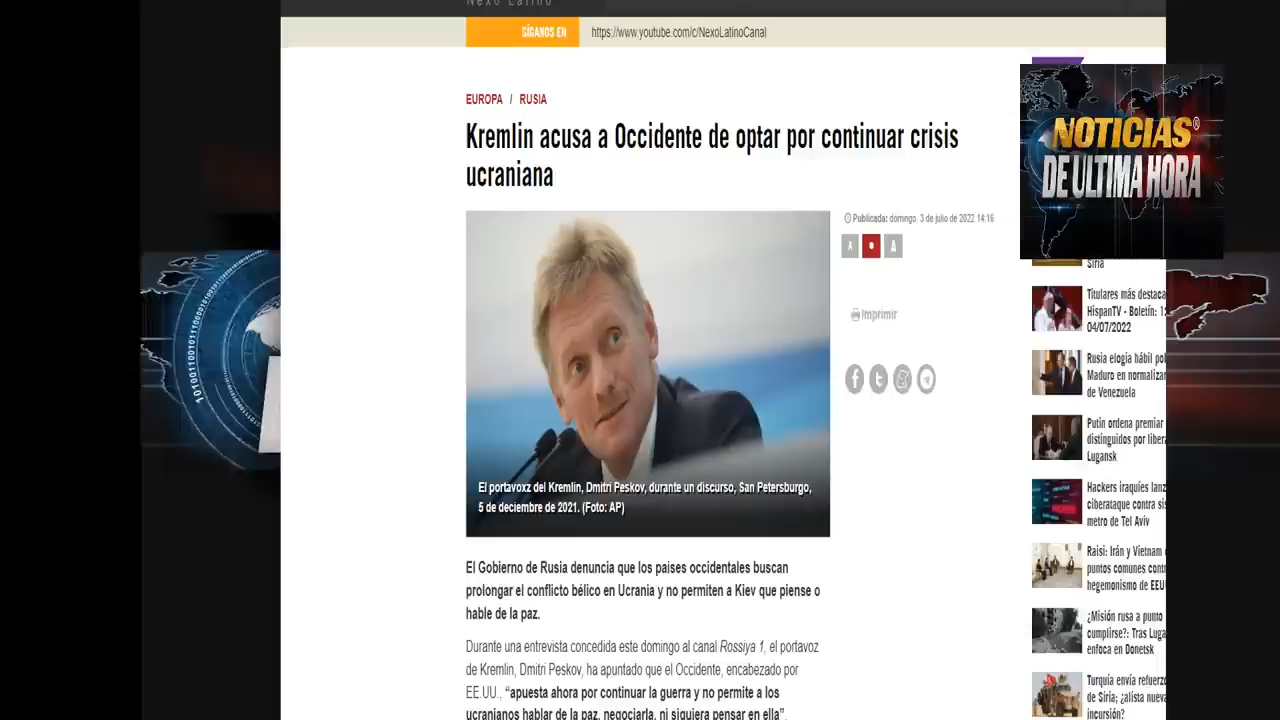 Nexo Latino
SÍGANOS EN
https://www.youtube.com/c/NexoLatinoCanal
EUROPA / RUSIA
Kremlin acusa a Occidente de optar por continuar crisis
ucraniana
Publicada: domingo, 3 de julio de 2022 14:16
A
A
Imprimir
El portavoxz del Kremlin, Dmitri Peskov, durante un discurso, San Petersburgo,
5 de deciembre de 2021. (Foto: AP)
El Gobierno de Rusia denuncia que los países occidentales buscan
prolongar el conflicto bélico en Ucrania y no permiten a Kiev que piense o
hable de la paz.
Durante una entrevista concedida este domingo al canal Rossiya 1, el portavoz
de Kremlin, Dmitri Peskov, ha apuntado que el Occidente, encabezado por
EE.UU., “apuesta ahora por continuar la guerra y no permite a los
ucranianos hablar de la paz, negociarla, ni siquiera pensar en ella”.
NOTICIAS®
DE ULTIMA HORA
Siria
Titulares más destaca
HispanTV - Boletín: 1
04/07/2022
Rusia elogia hábil pol
Maduro en normaliza
de Venezuela
Putin ordena premiar
distinguidos por libera
Lugansk
Hackers iraquíes lanz
ciberataque contra si
metro de Tel Aviv
Raisi: Irán y Vietnam
puntos comunes contr
hegemonismo de EEU
¿Misión rusa a punto
cumplirse?: Tras Luga
enfoca en Donetsk
Turquía envía refuerz
de Siria; ¿alista nueva
incursión?